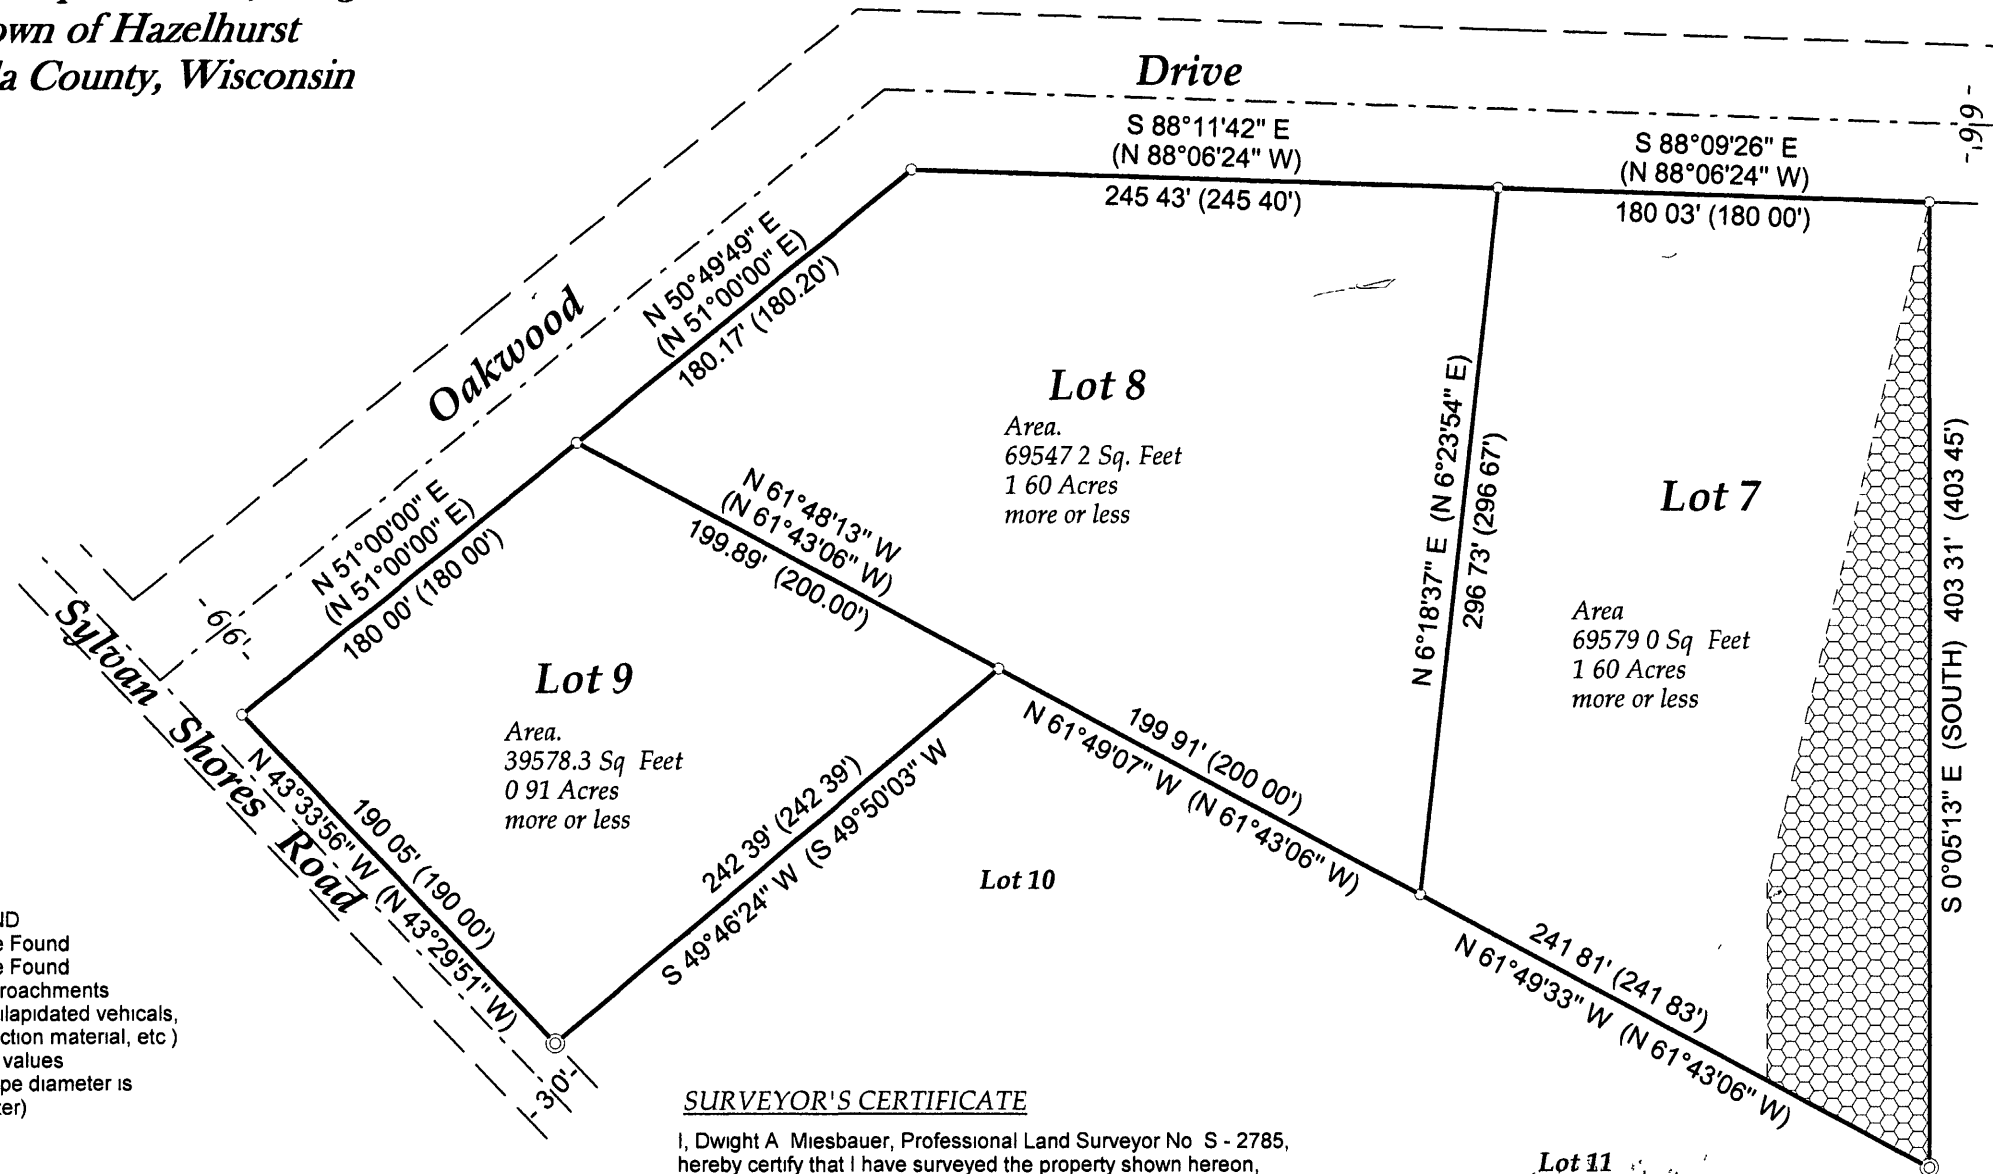 own of Hazelhurst
a County, Wisconsin
Drive
- 66' -
S 88°11'42" E
(N 88°06'24" W)
245 43' (245 40')
S 88°09'26" E
(N 88°06'24" W)
180 03' (180 00')
Oakwood
N 50°49'49" E
(N 51°00'00" E)
180.17' (180.20')
Lot 8
Area.
69547 2 Sq. Feet
1 60 Acres
more or less
N 6°18'37" E (N 6°23'54" E)
296 73' (296 67')
Lot 7
Area
69579 0 Sq Feet
1 60 Acres
more or less
S 0°05'13" E (SOUTH) 403 31' (403 45')
N 51°00'00" E
(N 51°00'00" E)
180 00' (180 00')
- 66' -
N 61°48'13" W
(N 61°43'06" W)
199.89' (200.00')
Lot 9
Area.
39578.3 Sq Feet
0 91 Acres
more or less
Sylvan Shores Road
190 05' (190 00')
N 43°33'56" W (N 43°29'51" W)
242 39' (242 39')
S 49°46'24" W (S 49°50'03" W
199 91' (200 00')
N 61°49'07" W (N 61°43'06" W)
Lot 10
241 81' (241 83')
N 61°49'33" W (N 61°43'06" W)
- 30' -
ND
e Found
e Found
roachments
ilapidated vehicals,
ction material, etc )
values
pe diameter is
ter)
SURVEYOR'S CERTIFICATE
I, Dwight A Miesbauer, Professional Land Surveyor No S - 2785,
hereby certify that I have surveyed the property shown hereon,
Lot 11